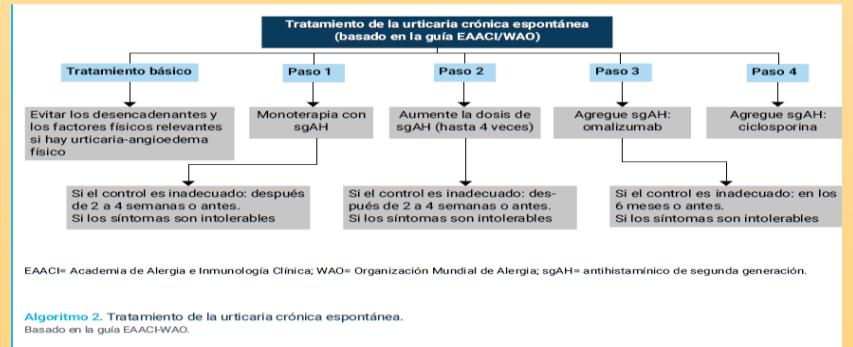 Tratamiento de la urticaria crónica espontánea
(basado en la guía EAACI/WAO)
Tratamiento básico
Paso 1
Paso 2
Paso 3
Paso 4
Evitar los desencadenantes y
los factores físicos relevantes
si hay urticaria-angioedema
físico
Monoterapia con
sgAH
Aumente la dosis de
sgAH (hasta 4 veces)
Agregue sgAH:
omalizumab
Agregue sgAH:
ciclosporina
Si el control es inadecuado: después
de 2 a 4 semanas o antes.
Si los síntomas son intolerables
Si el control es inadecuado: des-
pués de 2 a 4 semanas o antes.
Si los síntomas son intolerables
Si el control es inadecuado: en los
6 meses o antes.
Si los síntomas son intolerables
EAACI= Academia de Alergia e Inmunología Clínica; WAO= Organización Mundial de Alergia; sgAH= antihistamínico de segunda generación.
Algoritmo 2. Tratamiento de la urticaria crónica espontánea.
Basado en la guía EAACI-WAO.